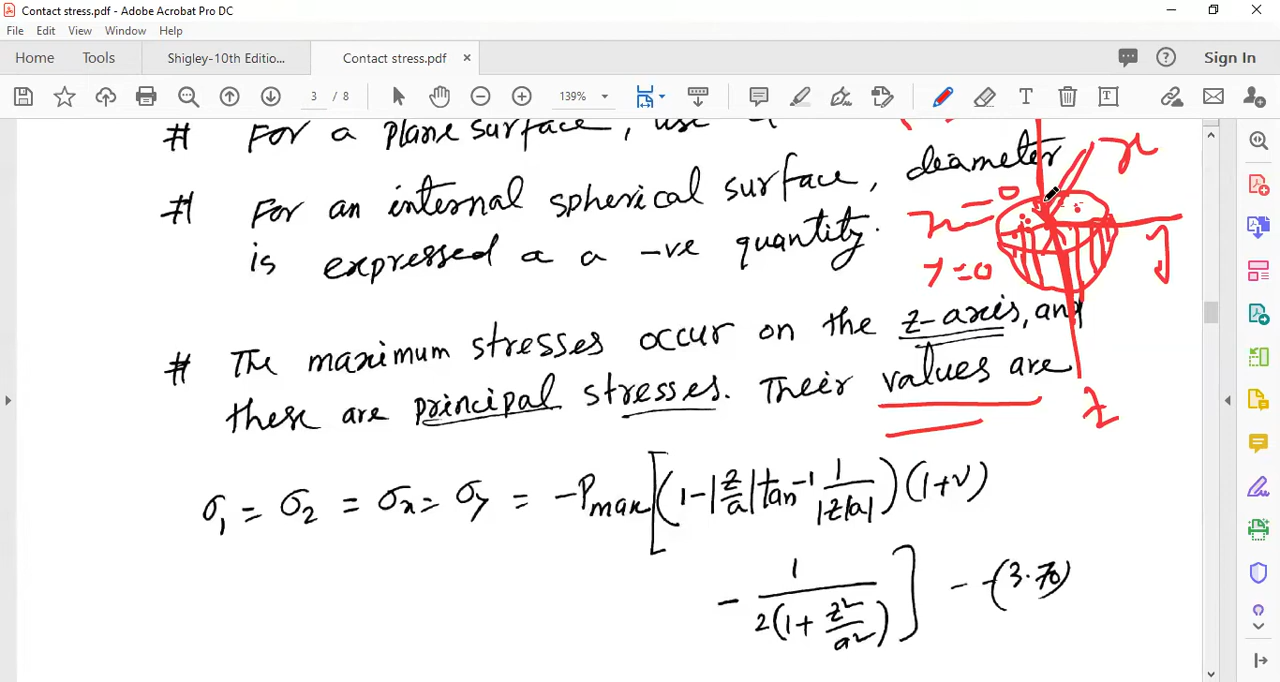 Contact stress.pdf - Adobe Acrobat Pro DC
File Edit View Window Help
Home Tools Shigley-10th Editio... Contact stress.pdf × Sign In
3 / 8 139%
# For a plane surface, use a
# For an internal spherical surface, diameter
is expressed a a -ve quantity.
x = 0
y = 0
x
y
z
# The maximum stresses occur on the z-axis, and
these are principal stresses. Their values are
σ1 = σ2 = σx = σy = -Pmax[(1-|z/a|tan⁻¹ 1/|z/a|)(1+ν)
- 1/2(1+z²/a²)] - -(3.70)